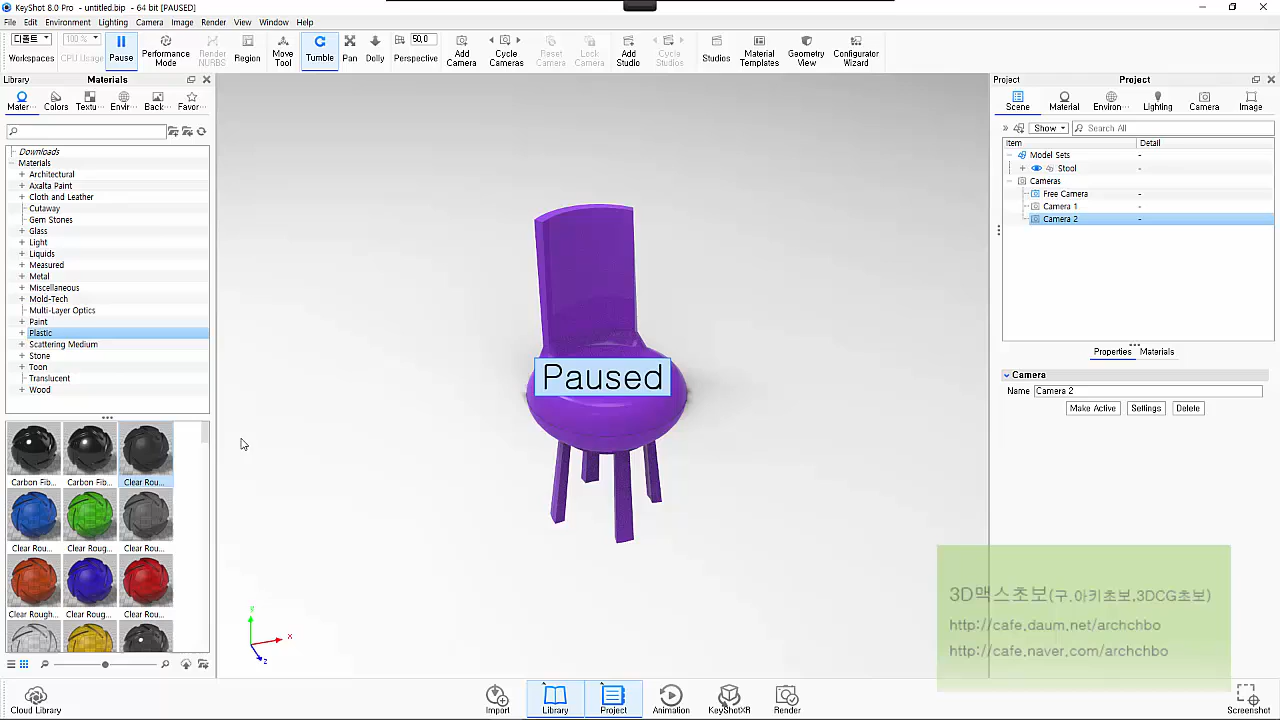 KeyShot 8.0 Pro - untitled.bip - 64 bit [PAUSED]
File Edit Environment Lighting Camera Image Render View Window Help
100 % 50,0
Workspaces CPU Usage Pause Performance Mode Render NURBS Region Move Tool Tumble Pan Dolly Perspective Add Camera Cycle Cameras Reset Camera Lock Camera Add Studio Cycle Studios Studios Material Templates Geometry View Configurator Wizard
Library Materials
Mater... Colors Textu... Envir... Back... Favor...
Downloads
Materials
Architectural
Axalta Paint
Cloth and Leather
Cutaway
Gem Stones
Glass
Light
Liquids
Measured
Metal
Miscellaneous
Mold-Tech
Multi-Layer Optics
Paint
Plastic
Scattering Medium
Stone
Toon
Translucent
Wood
Carbon Fib... Carbon Fib... Clear Rou...
Clear Rou... Clear Roug... Clear Rou...
Clear Roug... Clear Rou... Clear Rou...
Paused
Y
X
Z
Project Project
Scene Material Environ... Lighting Camera Image
Show Search All
Item Detail
Model Sets -
Stool -
Cameras -
Free Camera -
Camera 1 -
Camera 2 -
Properties Materials
Camera
Name Camera 2
Make Active Settings Delete
3D맥스초보(구.아키초보,3DCG초보)
http://cafe.daum.net/archchbo
http://cafe.naver.com/archchbo
Cloud Library Import Library Project Animation KeyShotXR Render Screenshot